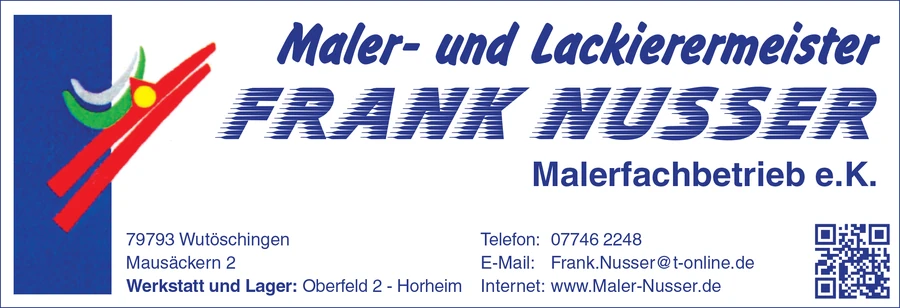 Maler- und Lackierermeister
FRANK NUSSER
Malerfachbetrieb e.K.
79793 Wutöschingen
Mausäckern 2
Werkstatt und Lager: Oberfeld 2 - Horheim
Telefon: 07746 2248
E-Mail: Frank.Nusser@t-online.de
Internet: www.Maler-Nusser.de